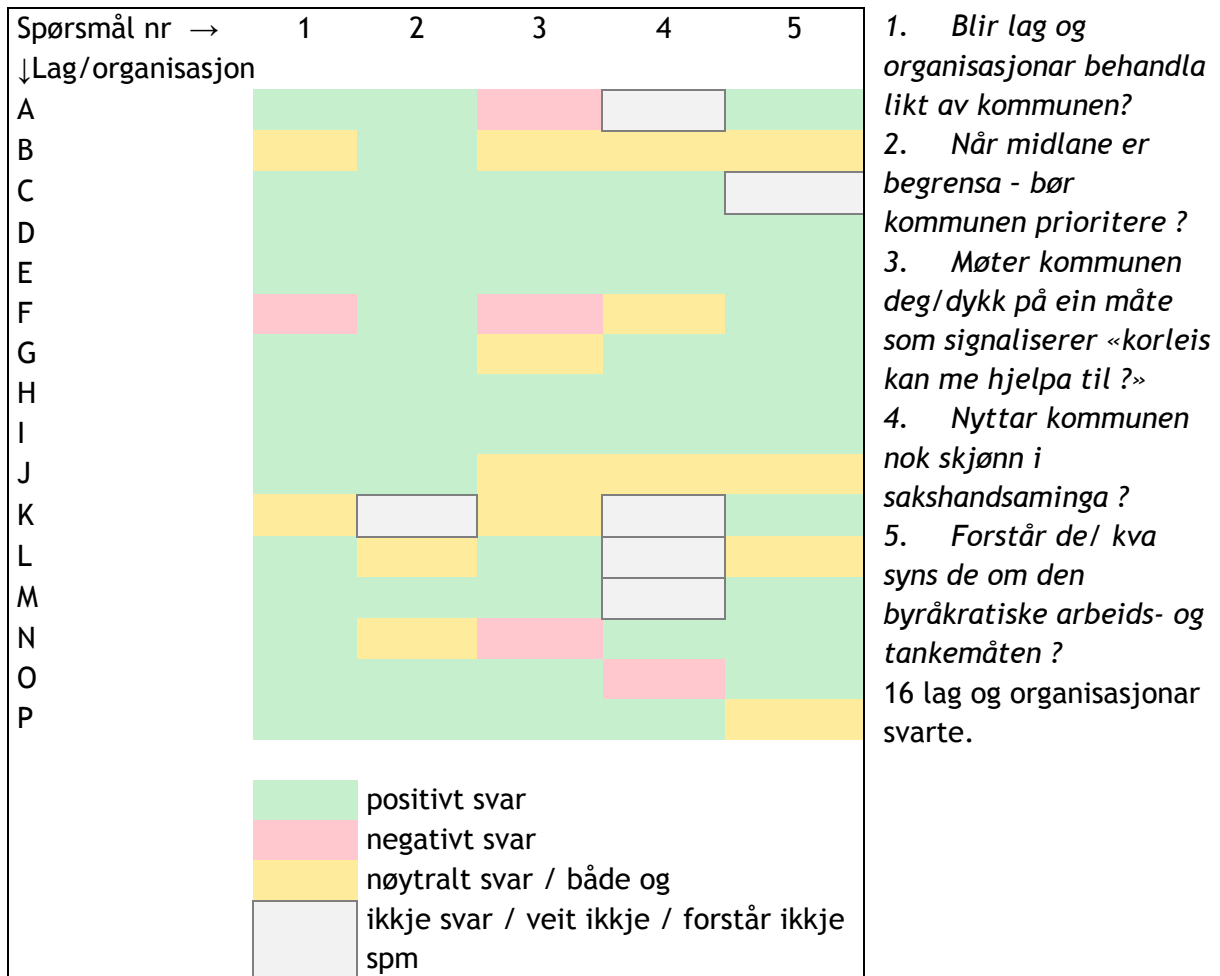 Spørsmål nr → 1 2 3 4 5
↓Lag/organisasjon
A
B
C
D
E
F
G
H
I
J
K
L
M
N
O
P
positivt svar
negativt svar
nøytralt svar / både og
ikkje svar / veit ikkje / forstår ikkje
spm
1. Blir lag og
organisasjonar behandla
likt av kommunen?
2. Når midlane er
begrensa – bør
kommunen prioritere ?
3. Møter kommunen
deg/dykk på ein måte
som signaliserer «korleis
kan me hjelpa til ?»
4. Nyttar kommunen
nok skjønn i
sakshandsaminga ?
5. Forstår de/ kva
syns de om den
byråkratiske arbeids- og
tankemåten ?
16 lag og organisasjonar
svarte.